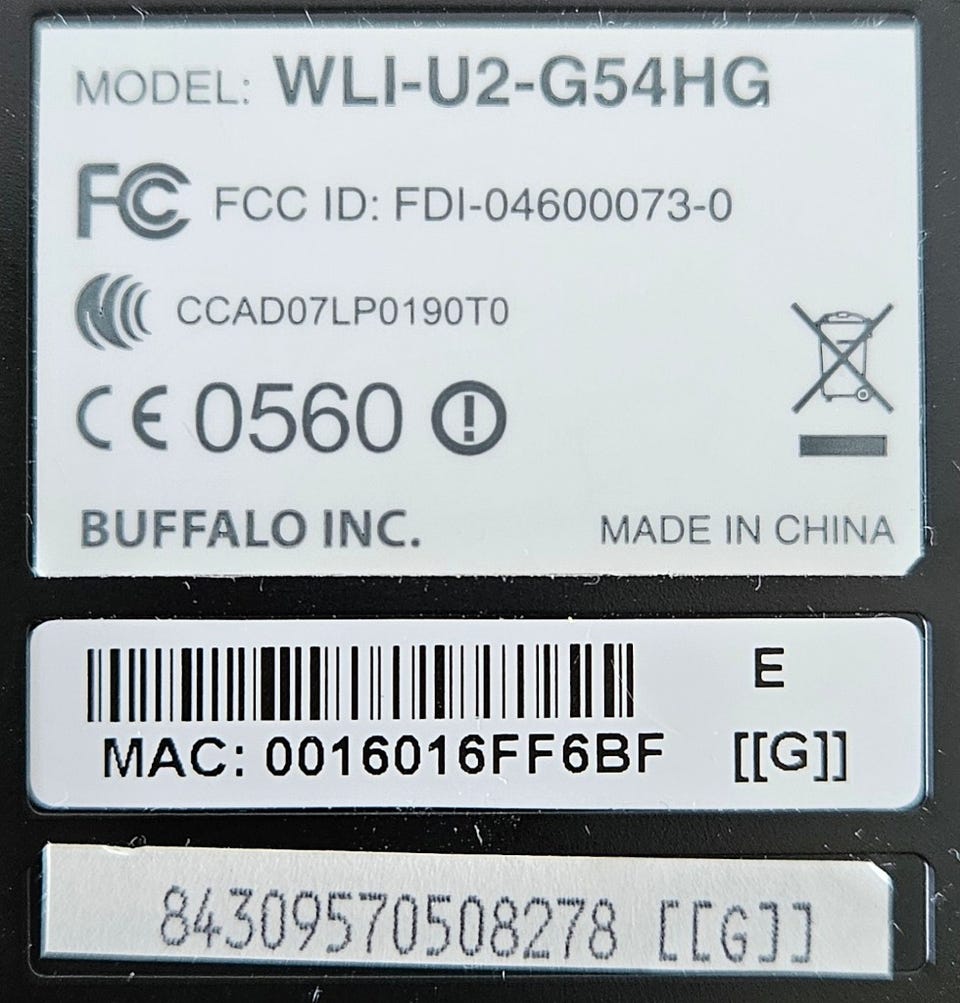 MODEL: WLI-U2-G54HG
FC FCC ID: FDI-04600073-0
CCAD07LP0190T0
CE 0560
BUFFALO INC. MADE IN CHINA
E
MAC: 0016016FF6BF [[G]]
84309570508278 [[G]]